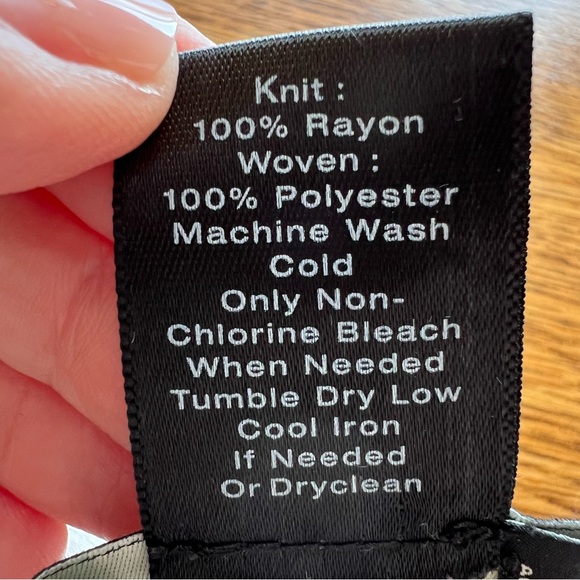 Knit :
100% Rayon
Woven :
100% Polyester
Machine Wash
Cold
Only Non-
Chlorine Bleach
When Needed
Tumble Dry Low
Cool Iron
If Needed
Or Dryclean